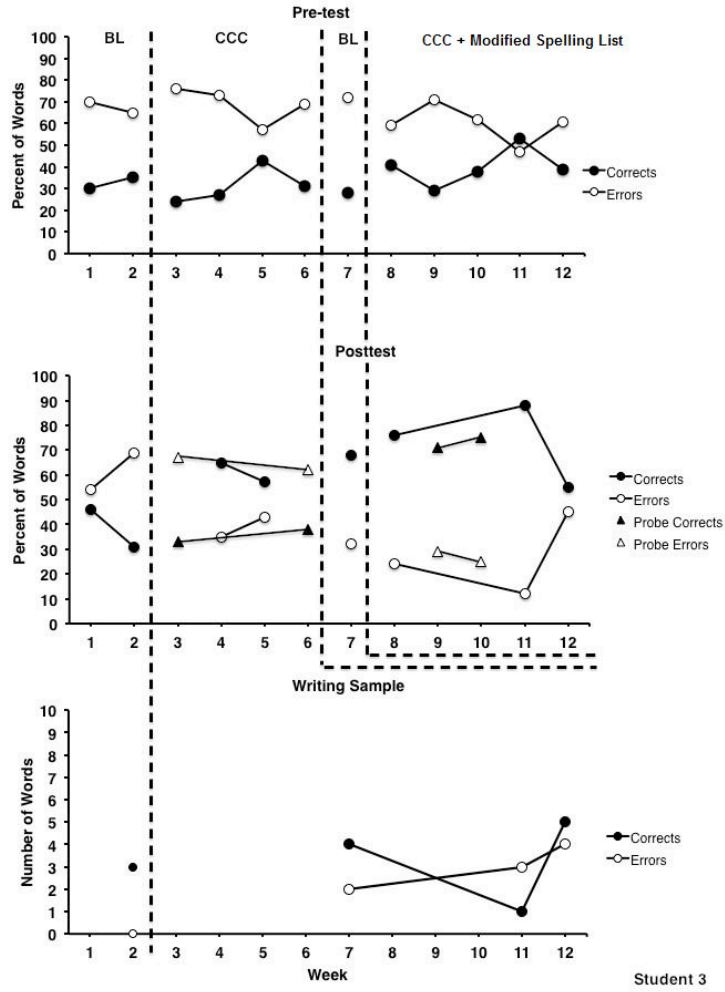 Pre-test
BL CCC BL CCC + Modified Spelling List
100
90
80
70
60
50
40
30
20
10
0
Percent of Words
1 2 3 4 5 6 7 8 9 10 11 12
Corrects
Errors
Posttest
100
90
80
70
60
50
40
30
20
10
0
Percent of Words
1 2 3 4 5 6 7 8 9 10 11 12
Corrects
Errors
Probe Corrects
Probe Errors
Writing Sample
10
9
8
7
6
5
4
3
2
1
0
Number of Words
1 2 3 4 5 6 7 8 9 10 11 12
Corrects
Errors
Week
Student 3